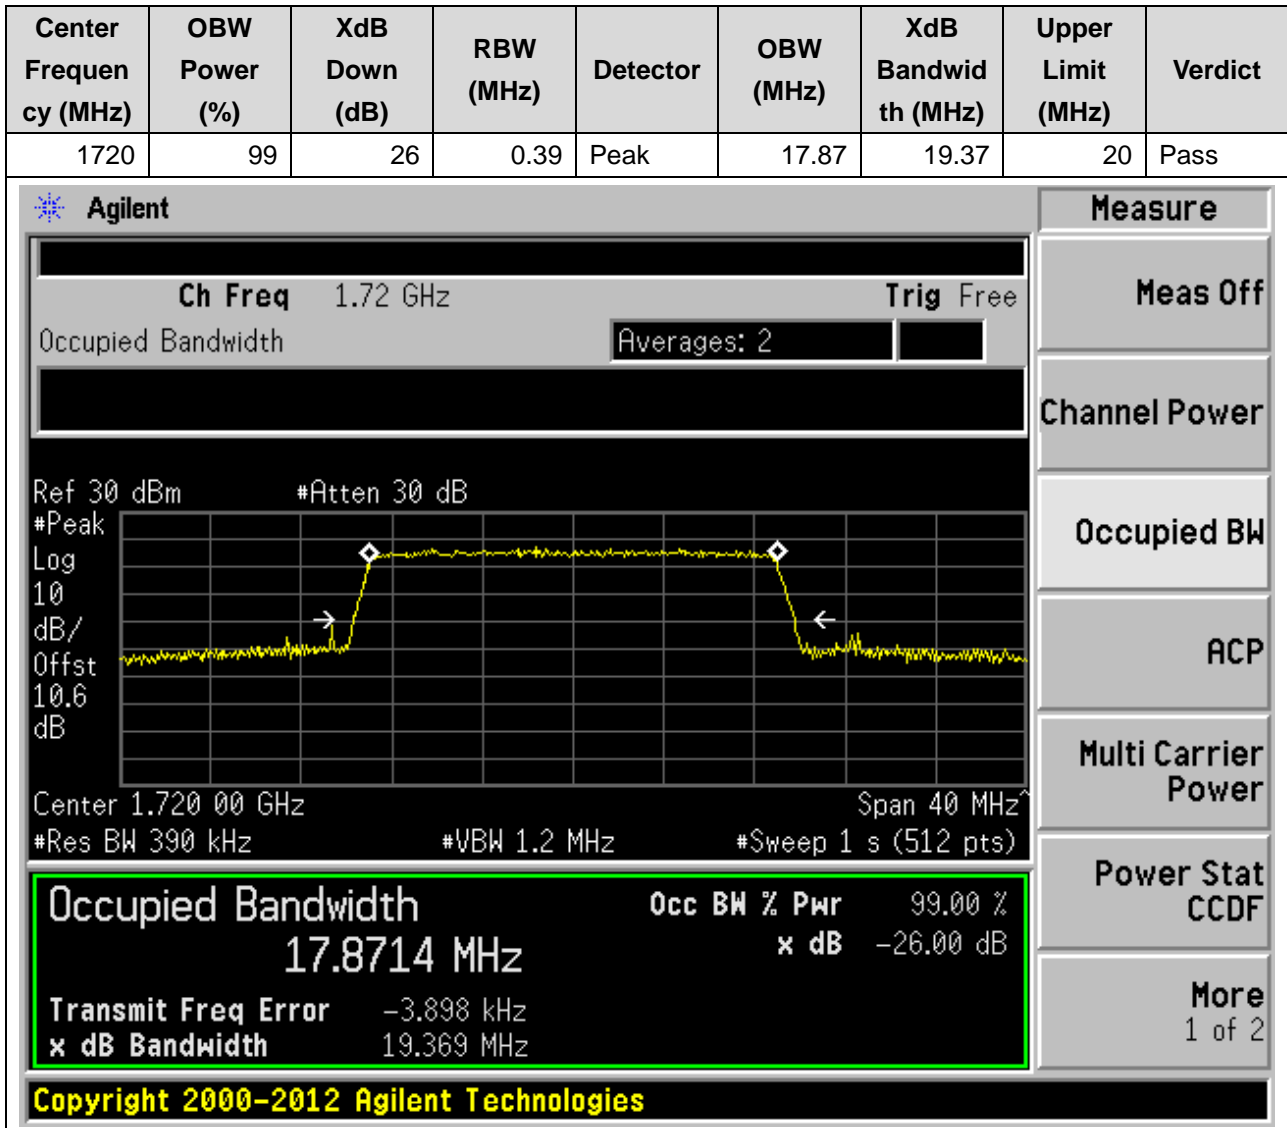 Center Frequen cy (MHz) OBW Power (%) XdB Down (dB) RBW (MHz) Detector OBW (MHz) XdB Bandwid th (MHz) Upper Limit (MHz) Verdict
1720 99 26 0.39 Peak 17.87 19.37 20 Pass
Agilent
Measure
Ch Freq 1.72 GHz Trig Free
Meas Off
Occupied Bandwidth Averages: 2
Channel Power
Ref 30 dBm #Atten 30 dB
#Peak
Log
10
dB/
Offst
10.6
dB
Occupied BW
ACP
Multi Carrier
Power
Center 1.720 00 GHz Span 40 MHz^
#Res BW 390 kHz #VBW 1.2 MHz #Sweep 1 s (512 pts)
Power Stat
CCDF
Occupied Bandwidth Occ BW % Pwr 99.00 %
17.8714 MHz x dB -26.00 dB
Transmit Freq Error -3.898 kHz
x dB Bandwidth 19.369 MHz
More
1 of 2
Copyright 2000-2012 Agilent Technologies